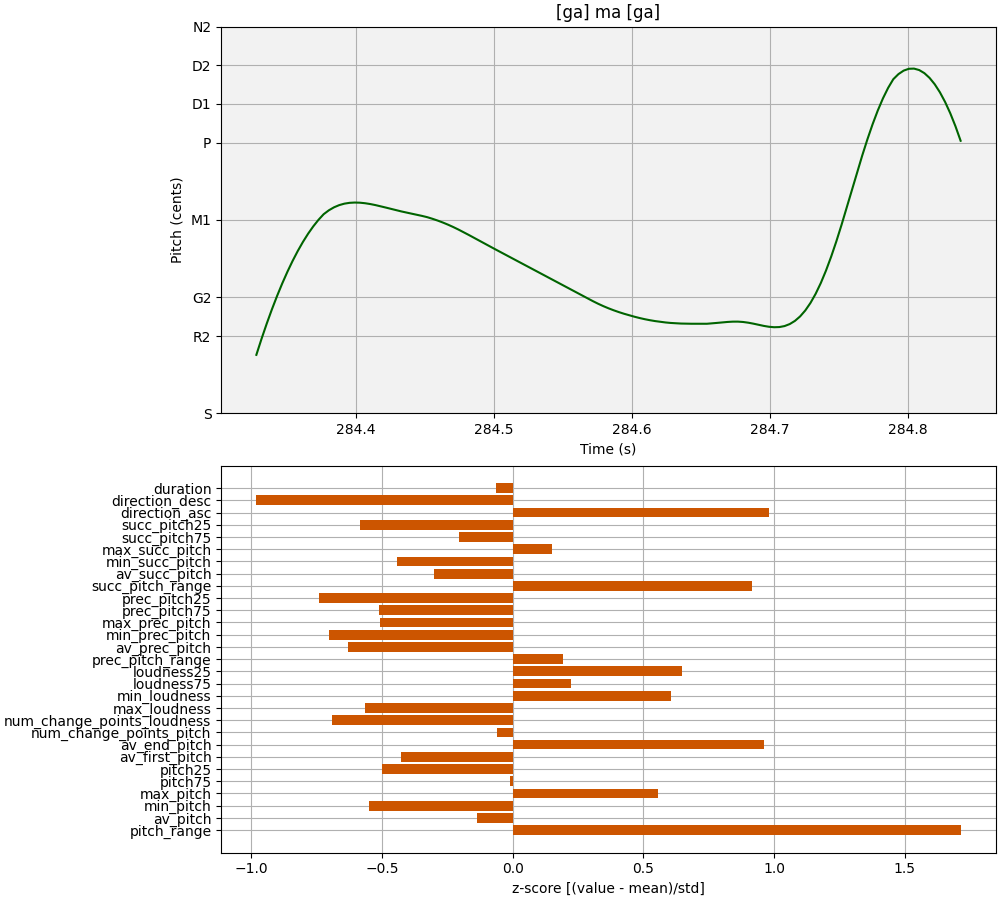 [ga] ma [ga]
N2
D2
D1
P
M1
G2
R2
S
Pitch (cents)
284.4 284.5 284.6 284.7 284.8
Time (s)
duration
direction_desc
direction_asc
succ_pitch25
succ_pitch75
max_succ_pitch
min_succ_pitch
av_succ_pitch
succ_pitch_range
prec_pitch25
prec_pitch75
max_prec_pitch
min_prec_pitch
av_prec_pitch
prec_pitch_range
loudness25
loudness75
min_loudness
max_loudness
num_change_points_loudness
num_change_points_pitch
av_end_pitch
av_first_pitch
pitch25
pitch75
max_pitch
min_pitch
av_pitch
pitch_range
−1.0 −0.5 0.0 0.5 1.0 1.5
z-score [(value - mean)/std]